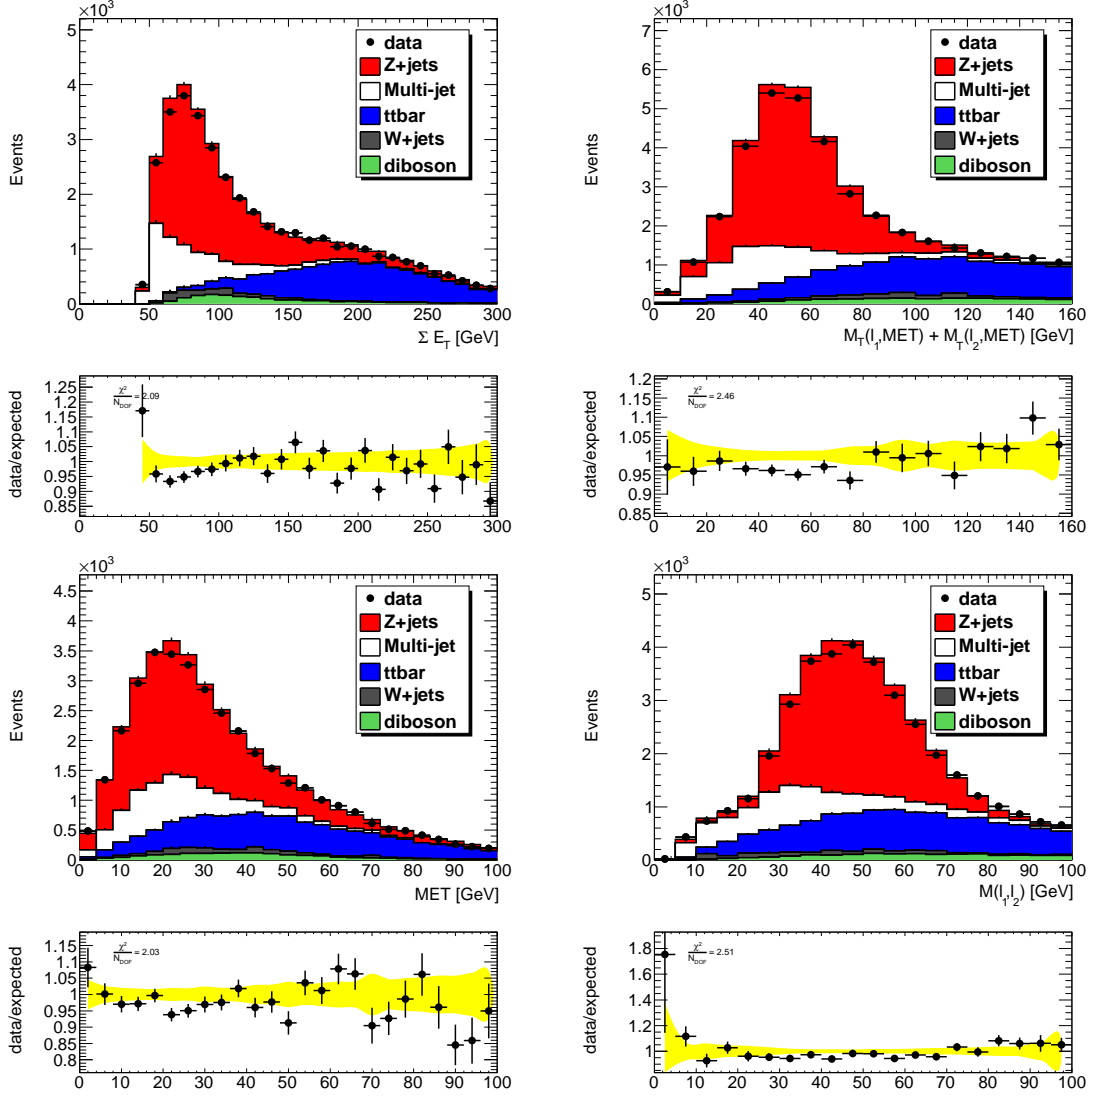 ×10³
5
4
3
2
1
0
Events
data
Z+jets
Multi-jet
ttbar
W+jets
diboson
0 50 100 150 200 250 300
Σ E_T [GeV]
×10³
7
6
5
4
3
2
1
0
Events
data
Z+jets
Multi-jet
ttbar
W+jets
diboson
0 20 40 60 80 100 120 140 160
M_T(l_1,MET) + M_T(l_2,MET) [GeV]
1.25
1.2
1.15
1.1
1.05
1
0.95
0.9
0.85
data/expected
χ²/N_DOF = 2.09
0 50 100 150 200 250 300
1.2
1.15
1.1
1.05
1
0.95
0.9
0.85
data/expected
χ²/N_DOF = 2.46
0 20 40 60 80 100 120 140 160
×10³
4.5
4
3.5
3
2.5
2
1.5
1
0.5
0
Events
data
Z+jets
Multi-jet
ttbar
W+jets
diboson
0 10 20 30 40 50 60 70 80 90 100
MET [GeV]
×10³
5
4
3
2
1
0
Events
data
Z+jets
Multi-jet
ttbar
W+jets
diboson
0 10 20 30 40 50 60 70 80 90 100
M(l_1,l_2) [GeV]
1.15
1.1
1.05
1
0.95
0.9
0.85
0.8
data/expected
χ²/N_DOF = 2.03
0 10 20 30 40 50 60 70 80 90 100
1.8
1.6
1.4
1.2
1
data/expected
χ²/N_DOF = 2.51
0 10 20 30 40 50 60 70 80 90 100